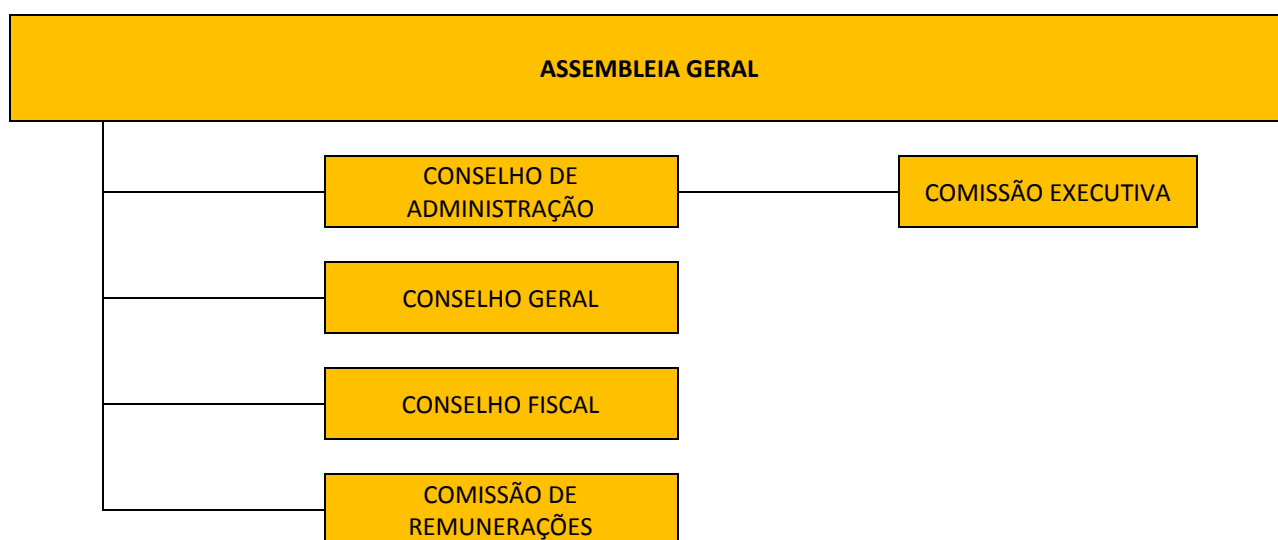 ASSEMBLEIA GERAL
CONSELHO DE
ADMINISTRAÇÃO
COMISSÃO EXECUTIVA
CONSELHO GERAL
CONSELHO FISCAL
COMISSÃO DE
REMUNERAÇÕES